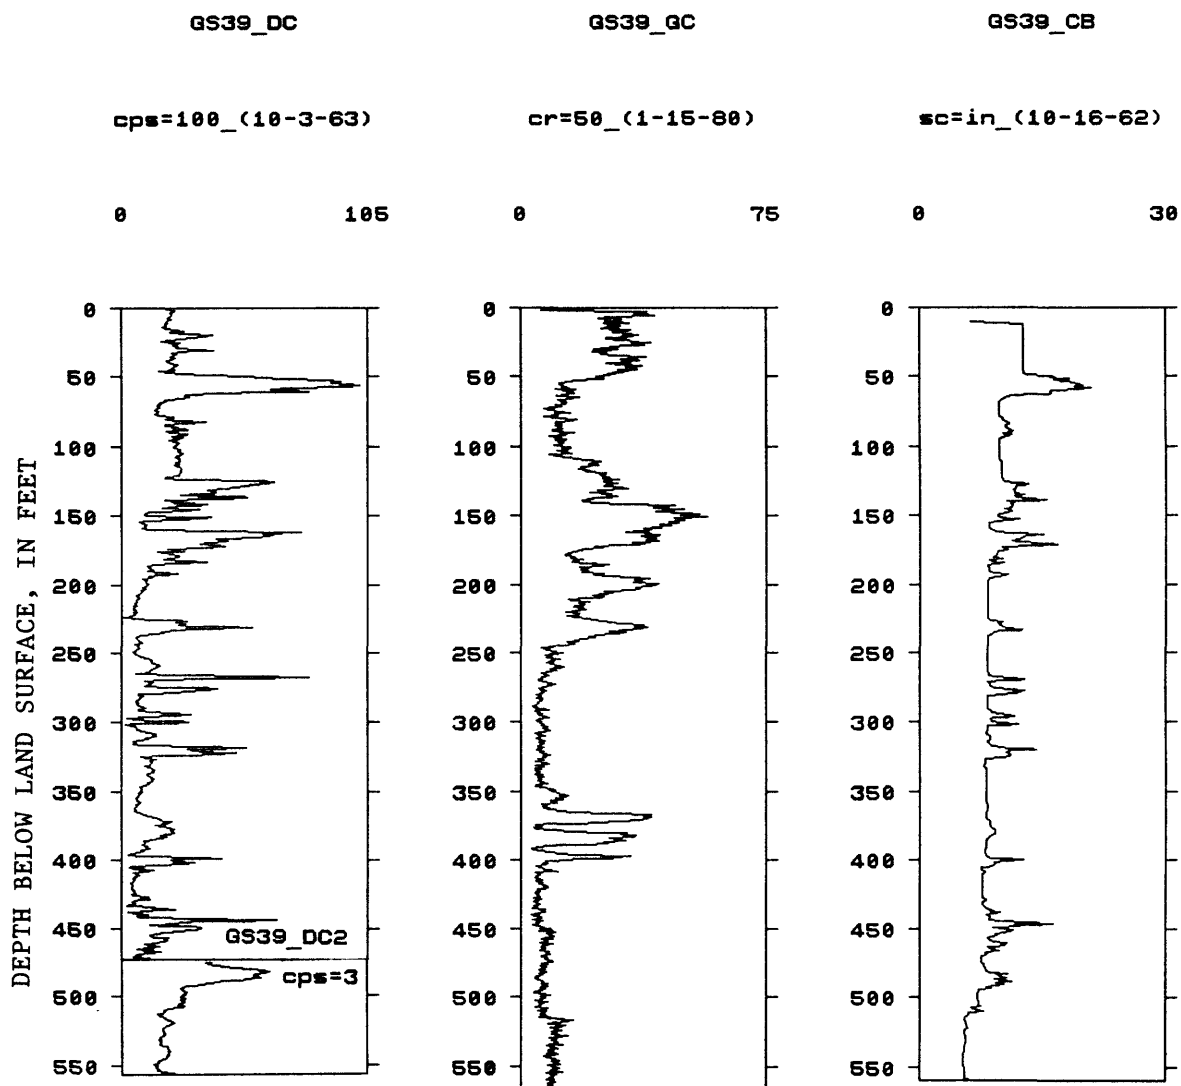 GS39_DC GS39_GC GS39_CB
cps=100_(10-3-63) cr=50_(1-15-80) sc=in_(10-16-62)
0 105 0 75 0 30
DEPTH BELOW LAND SURFACE, IN FEET
0 0 0
50 50 50
100 100 100
150 150 150
200 200 200
250 250 250
300 300 300
350 350 350
400 400 400
450 450 450
GS39_DC2
cps=3
500 500 500
550 550 550